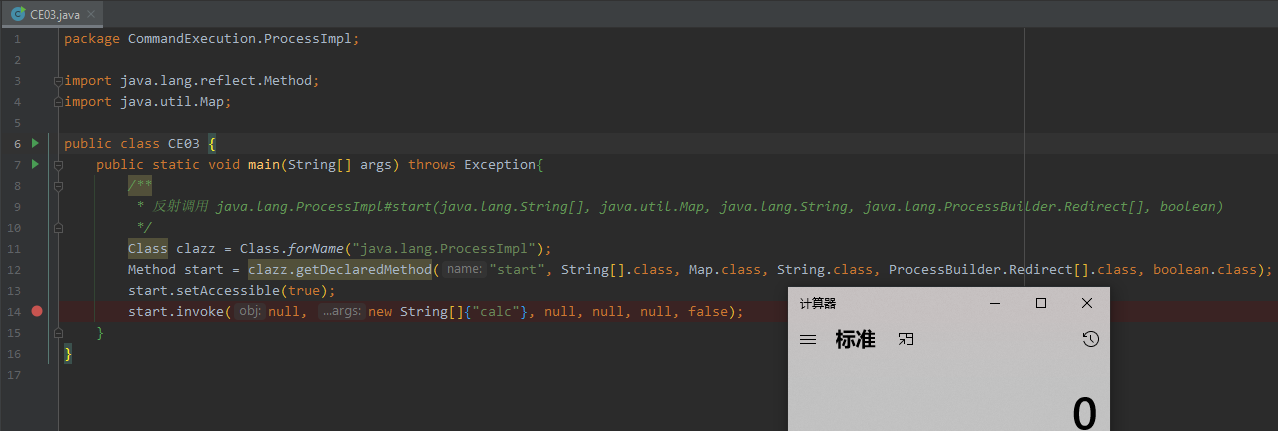 CE03.java
1 package CommandExecution.ProcessImpl;
2
3 import java.lang.reflect.Method;
4 import java.util.Map;
5
6 public class CE03 {
7 public static void main(String[] args) throws Exception{
8 /**
9 * 反射调用 java.lang.ProcessImpl#start(java.lang.String[], java.util.Map, java.lang.String, java.lang.ProcessBuilder.Redirect[], boolean)
10 */
11 Class clazz = Class.forName("java.lang.ProcessImpl");
12 Method start = clazz.getDeclaredMethod( name: "start", String[].class, Map.class, String.class, ProcessBuilder.Redirect[].class, boolean.class);
13 start.setAccessible(true);
14 start.invoke( obj: null, ...args: new String[]{"calc"}, null, null, null, false);
15 }
16 }
17
计算器
标准
0